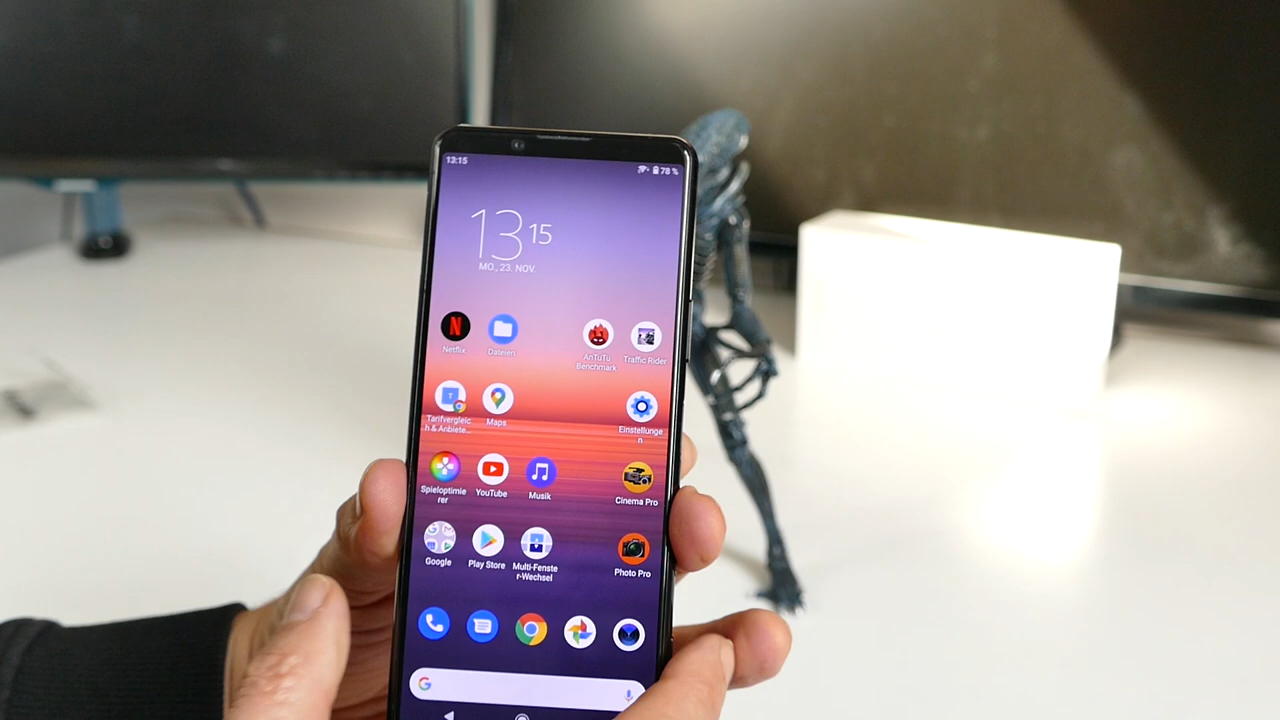 13:15
78 %
13 15
MO., 23. NOV.
Netflix
Dateien
AnTuTu
Benchmark
Traffic Rider
Tarifvergleic
h & Anbiete...
Maps
Einstellunge
n
Spieloptimie
rer
YouTube
Musik
Cinema Pro
Google
Play Store
Multi-Fenste
r-Wechsel
Photo Pro